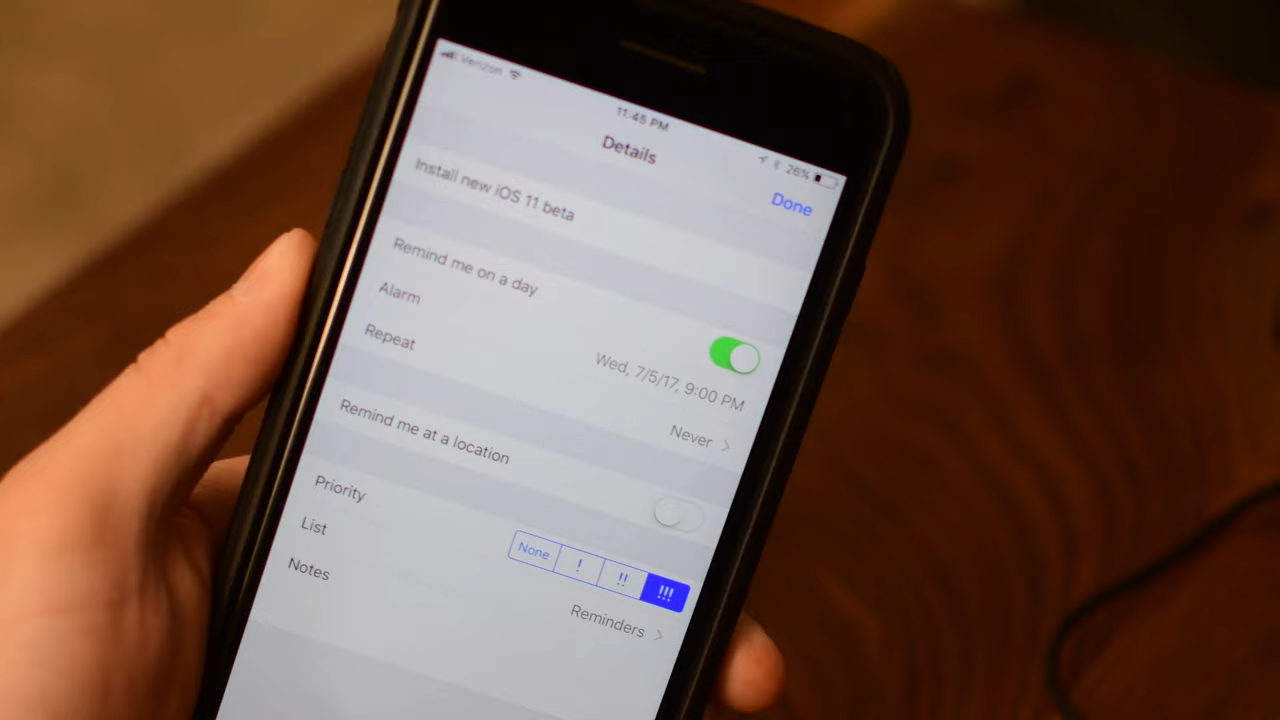 Verizon
11:45 PM
26%
Details
Done
Install new iOS 11 beta
Remind me on a day
Alarm
Wed, 7/5/17, 9:00 PM
Repeat
Never
Remind me at a location
Priority
None ! !! !!!
List
Reminders
Notes